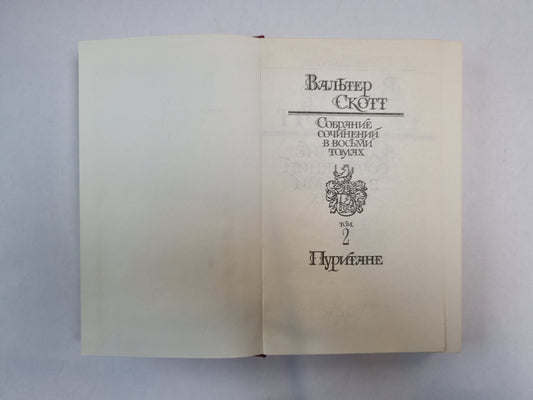 Вальтер
Скотт
Собрание
сочинений
в восьми
томах
том
2
Пуритане